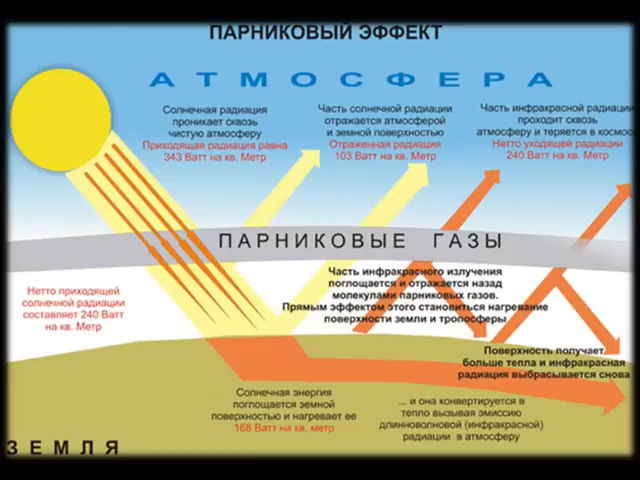 ПАРНИКОВЫЙ ЭФФЕКТ
АТМОСФЕРА
Солнечная радиация
проникает сквозь
чистую атмосферу
Приходящая радиация равна
343 Ватт на кв. Метр
Часть солнечной радиации
отражается атмосферой
и земной поверхностью
Отраженная радиация
103 Ватт на кв. Метр
Часть инфракрасной радиации
проходит сквозь
атмосферу и теряется в космос
Нетто уходящей радиации
240 Ватт на кв. Метр
ПАРНИКОВЫЕ ГАЗЫ
Нетто приходящей
солнечной радиации
составляет 240 Ватт
на кв. Метр
Часть инфракрасного излучения
поглощается и отражается назад
молекулами парниковых газов.
Прямым эффектом этого становиться нагревание
поверхности земли и тропосферы
Поверхность получает
больше тепла и инфракрасная
радиация выбрасывается снова
Солнечная энергия
поглощается земной
поверхностью и нагревает ее
168 Ватт на кв. метр
... и она конвертируется в
тепло вызывая эмиссию
длинноволновой (инфракрасной)
радиации в атмосферу
ЗЕМЛЯ